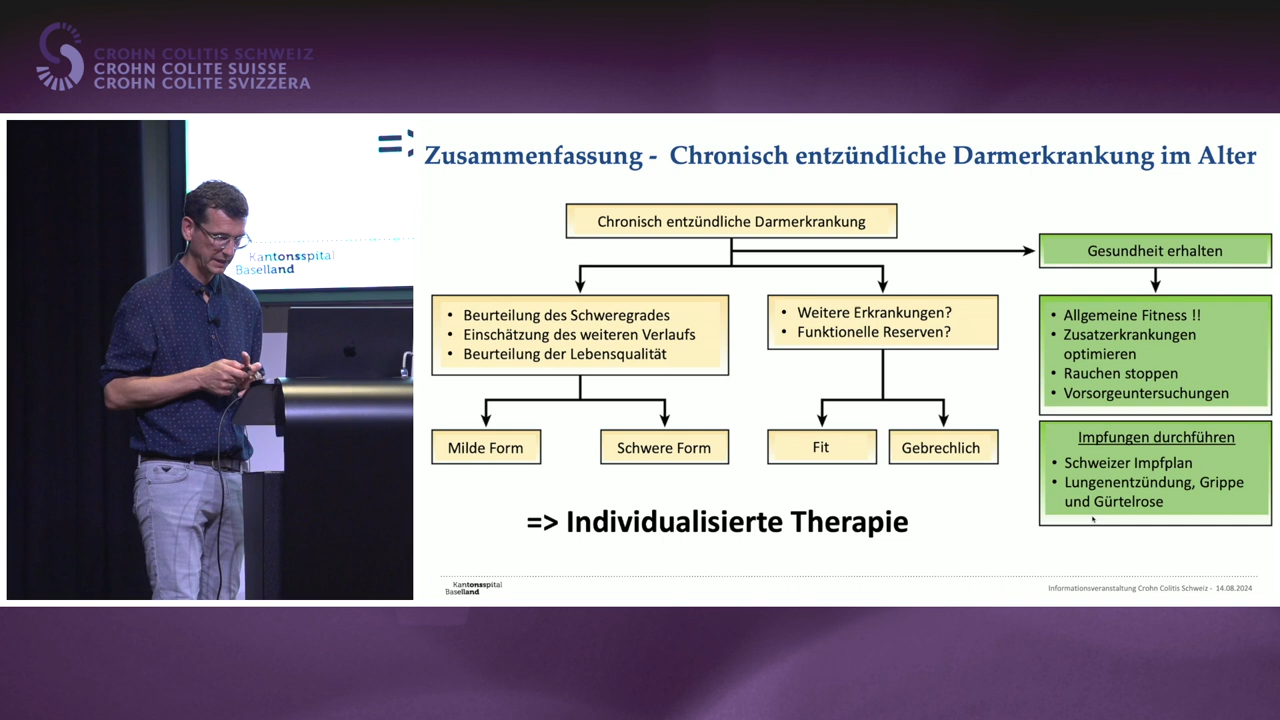 CROHN COLITIS SCHWEIZ
CROHN COLITE SUISSE
CROHN COLITE SVIZZERA
=>
Kantonsspital
Baselland
Zusammenfassung - Chronisch entzündliche Darmerkrankung im Alter
Chronisch entzündliche Darmerkrankung
Gesundheit erhalten
• Beurteilung des Schweregrades
• Einschätzung des weiteren Verlaufs
• Beurteilung der Lebensqualität
• Weitere Erkrankungen?
• Funktionelle Reserven?
• Allgemeine Fitness !!
• Zusatzerkrankungen
optimieren
• Rauchen stoppen
• Vorsorgeuntersuchungen
Milde Form
Schwere Form
Fit
Gebrechlich
Impfungen durchführen
• Schweizer Impfplan
• Lungenentzündung, Grippe
und Gürtelrose
=> Individualisierte Therapie
Kantonsspital
Baselland
Informationsveranstaltung Crohn Colitis Schweiz - 14.08.2024